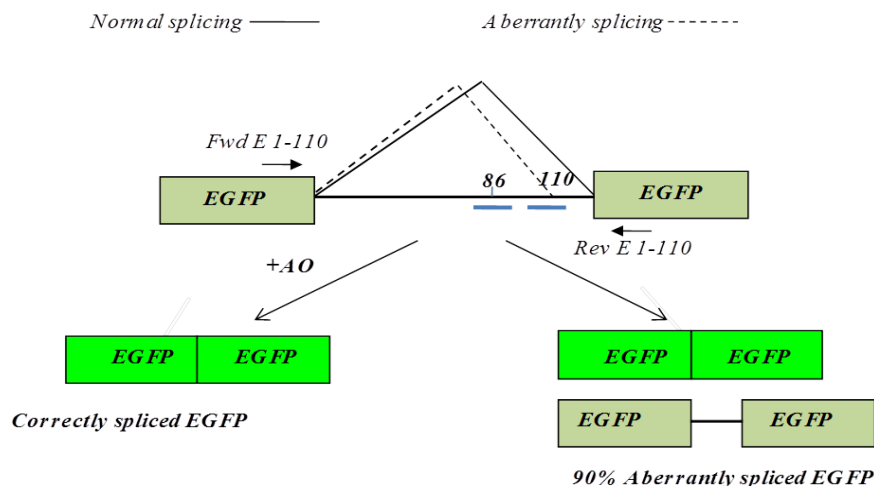 Normal splicing
Aberrantly splicing
Fwd E 1-110
86
110
EGFP
EGFP
Rev E 1-110
+AO
EGFP
EGFP
EGFP
EGFP
Correctly spliced EGFP
EGFP
EGFP
90% Aberrantly spliced EGFP